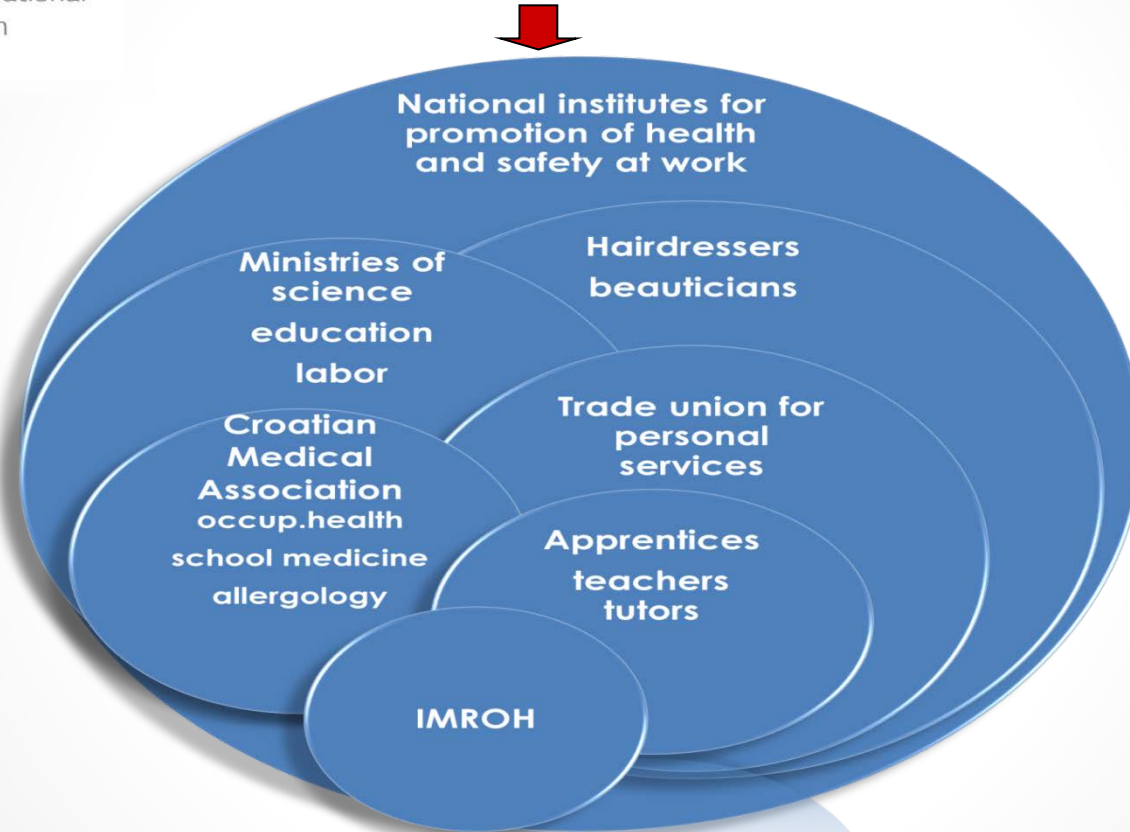 National institutes for
promotion of health
and safety at work
Hairdressers
beauticians
Ministries of
science
education
labor
Trade union for
personal
services
Croatian
Medical
Association
occup.health
school medicine
allergology
Apprentices
teachers
tutors
IMROH